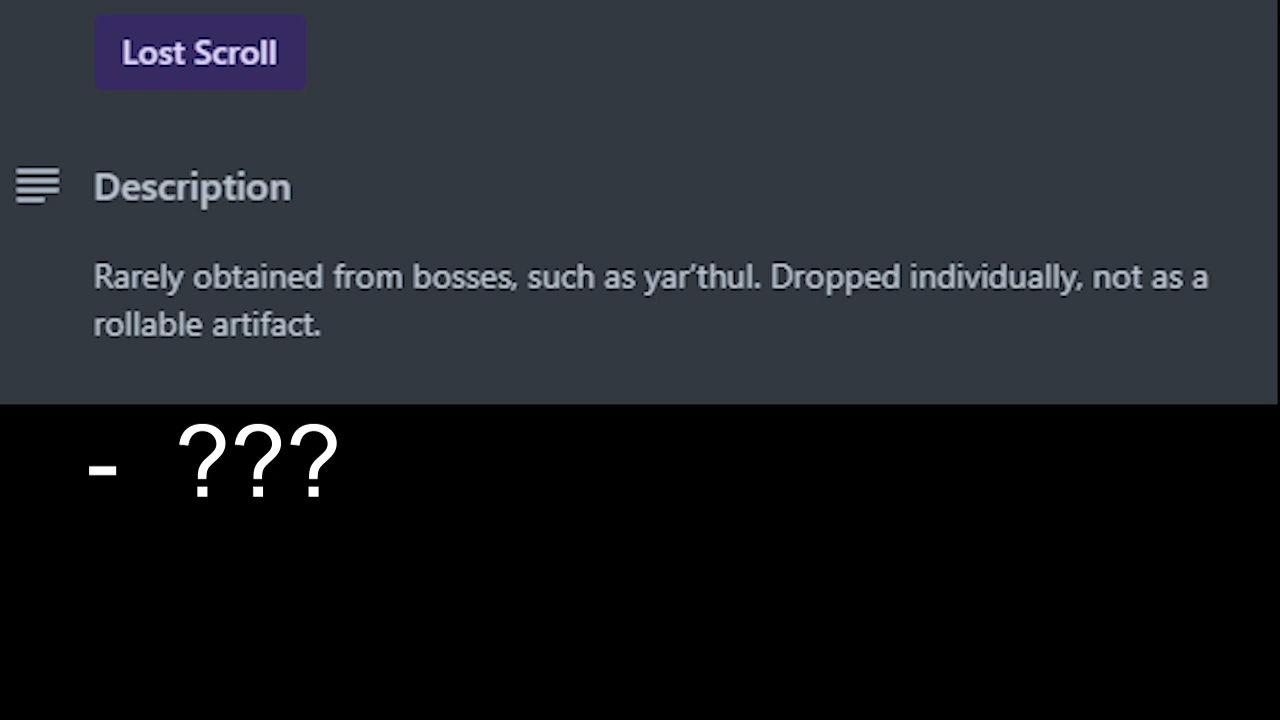 Lost Scroll
Description
Rarely obtained from bosses, such as yar’thul. Dropped individually, not as a
rollable artifact.
- ???